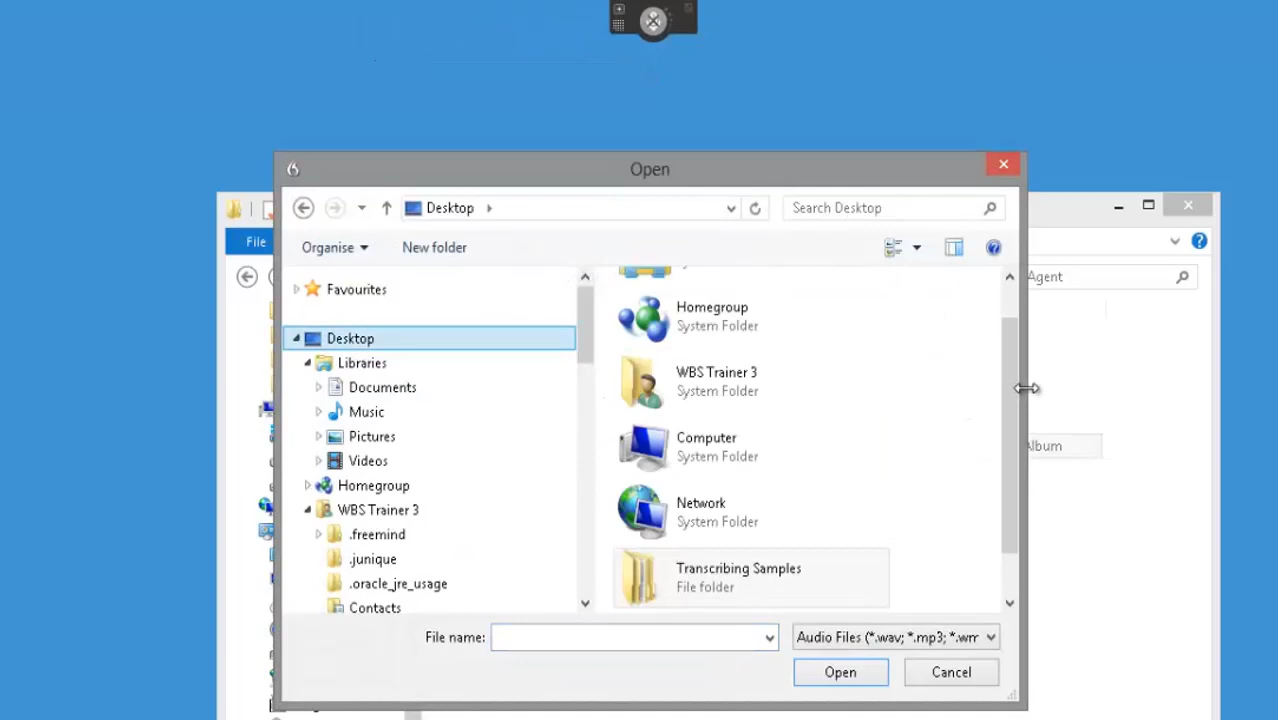 Open
Desktop
Search Desktop
File
Organise
New folder
Agent
Favourites
Desktop
Libraries
Documents
Music
Pictures
Videos
Homegroup
WBS Trainer 3
.freemind
.junique
.oracle_jre_usage
Contacts
Homegroup
System Folder
WBS Trainer 3
System Folder
Computer
System Folder
Network
System Folder
Transcribing Samples
File folder
Album
File name:
Audio Files (*.wav; *.mp3; *.wm
Open
Cancel